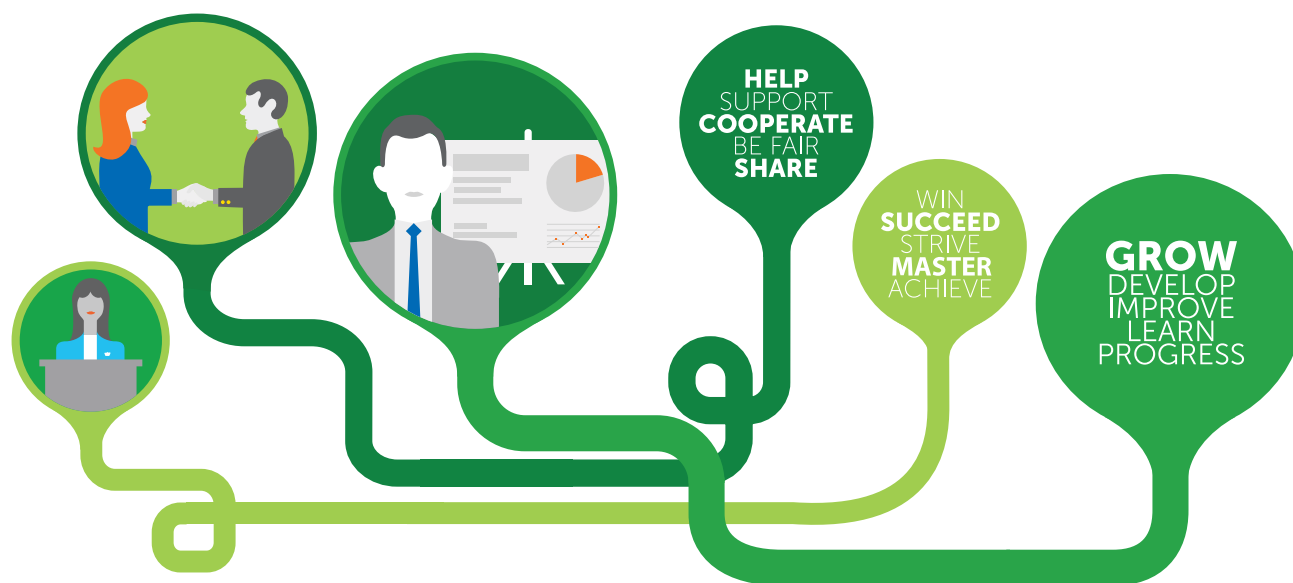 HELP
SUPPORT
COOPERATE
BE FAIR
SHARE
WIN
SUCCEED
STRIVE
MASTER
ACHIEVE
GROW
DEVELOP
IMPROVE
LEARN
PROGRESS